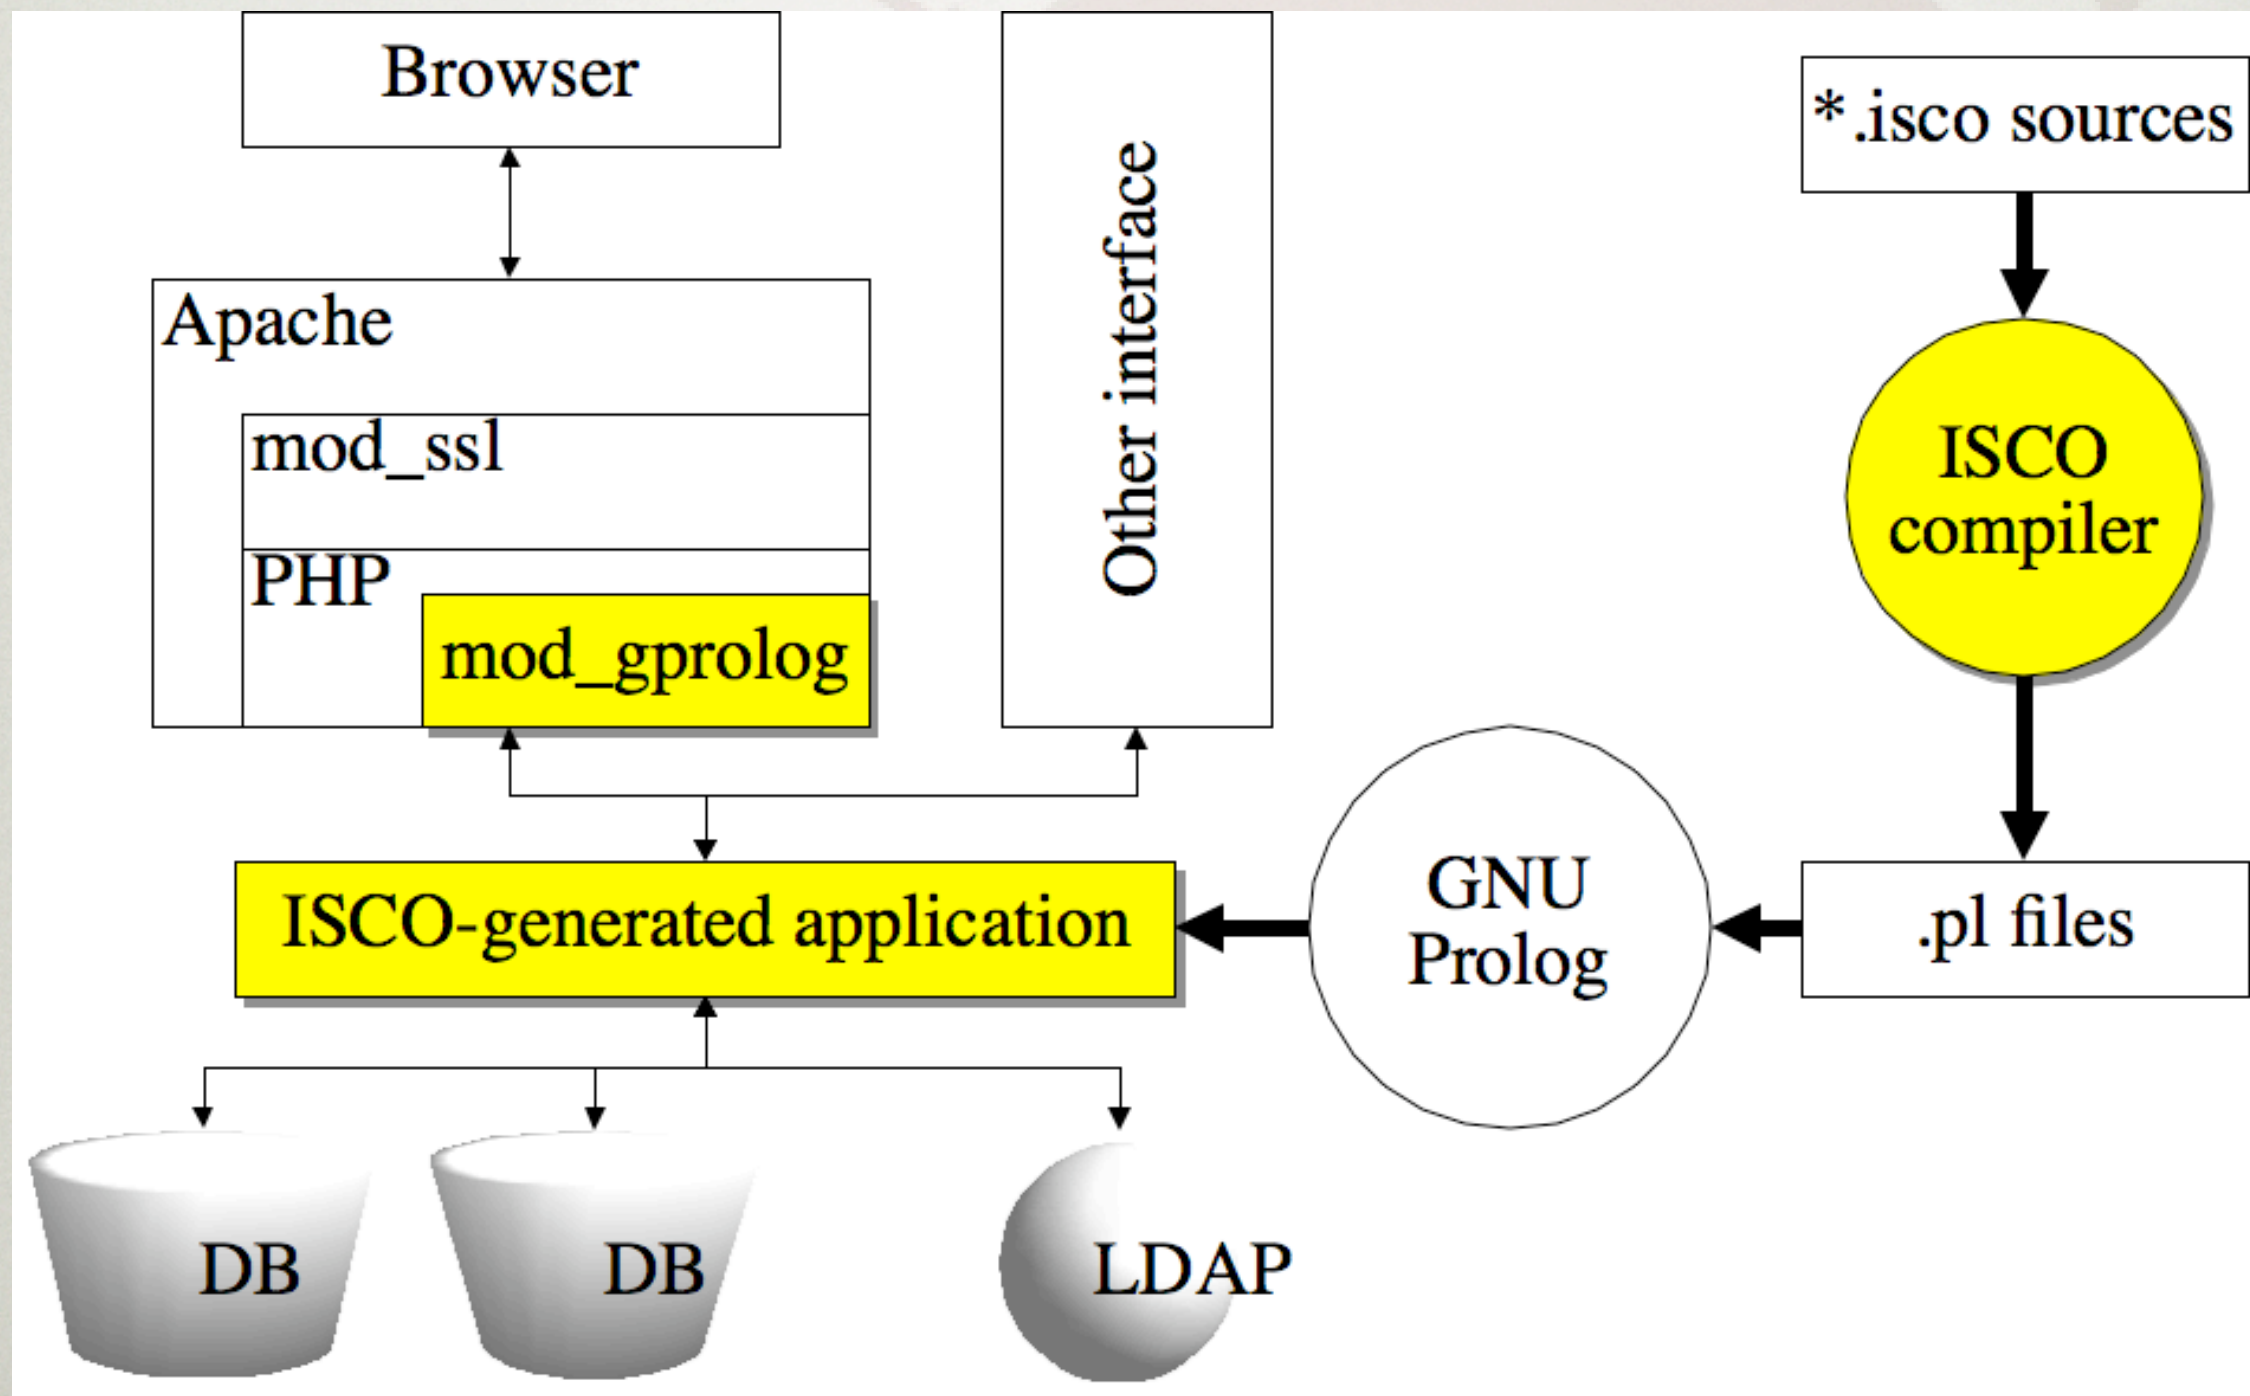 Browser
Other interface
*.isco sources
Apache
mod_ssl
PHP
mod_gprolog
ISCO
compiler
ISCO-generated application
GNU
Prolog
.pl files
DB
DB
LDAP